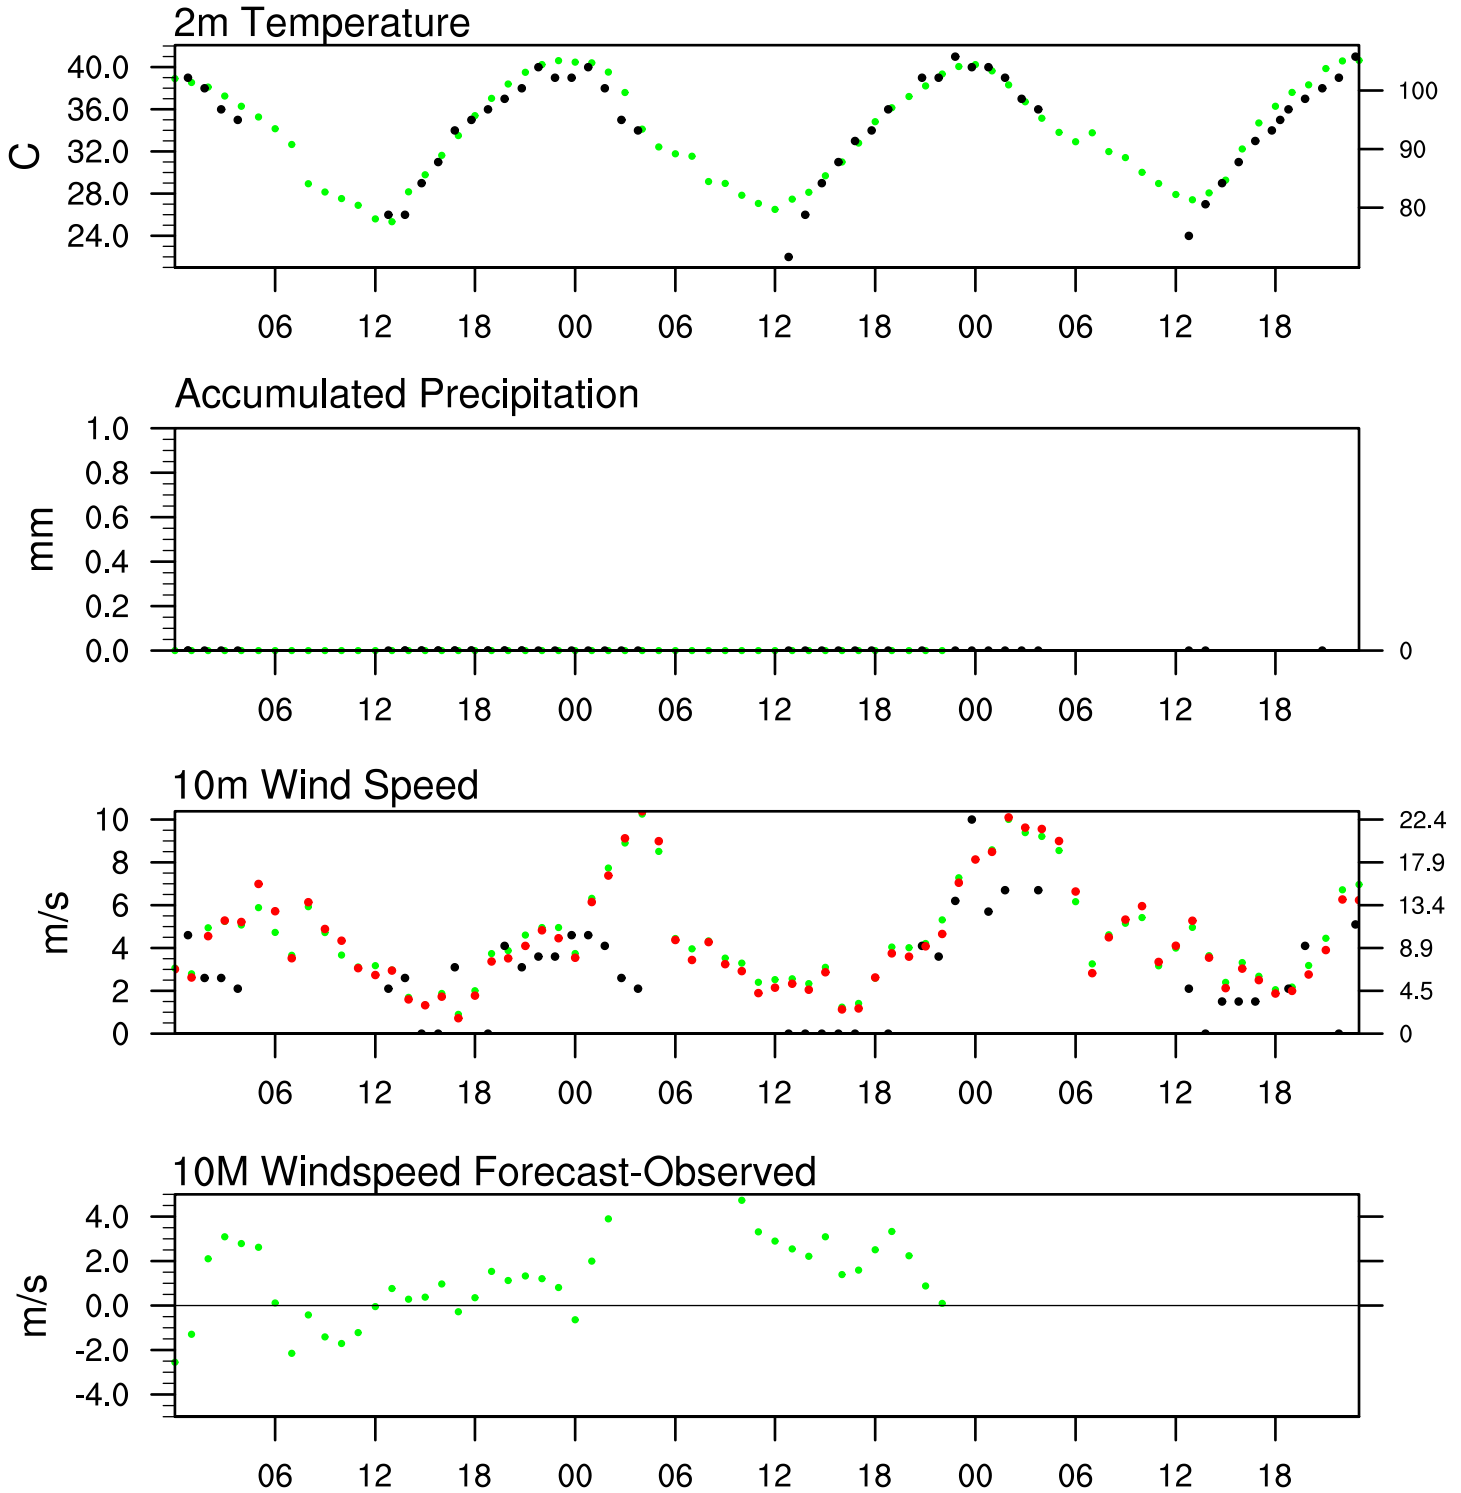 2m Temperature
40.0
36.0
32.0
28.0
24.0
C
100
90
80
06 12 18 00 06 12 18 00 06 12 18
Accumulated Precipitation
1.0
0.8
0.6
0.4
0.2
0.0
mm
0
06 12 18 00 06 12 18 00 06 12 18
10m Wind Speed
10
8
6
4
2
0
m/s
22.4
17.9
13.4
8.9
4.5
0
06 12 18 00 06 12 18 00 06 12 18
10M Windspeed Forecast-Observed
4.0
2.0
0.0
-2.0
-4.0
m/s
06 12 18 00 06 12 18 00 06 12 18